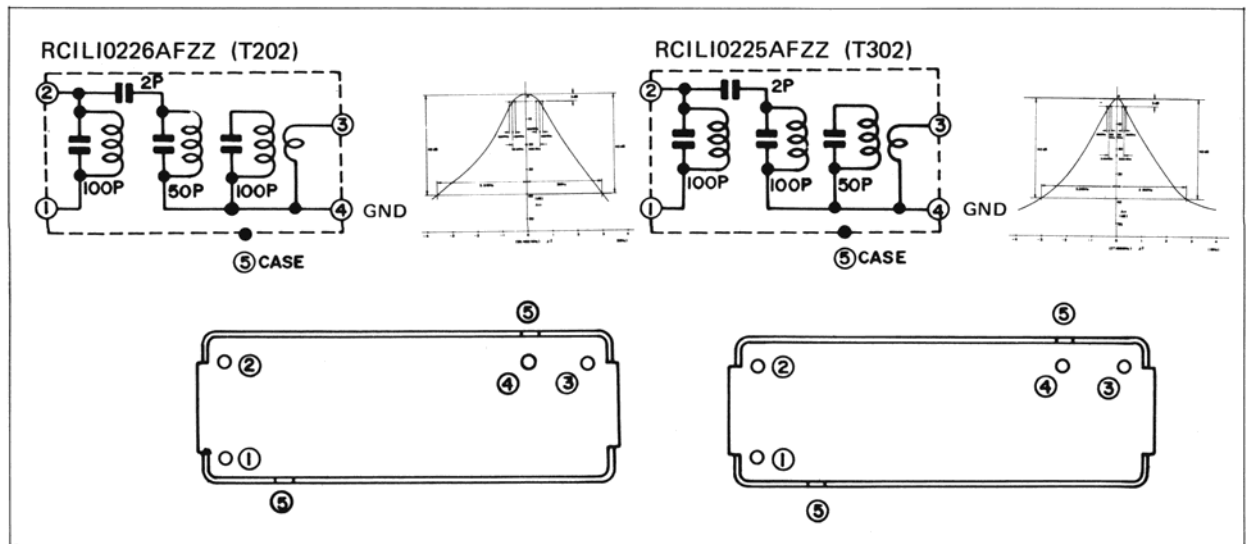 RCILI0226AFZZ (T202)
② 2P
③
100P 50P 100P
① ④ GND
⑤ CASE
RCILI0225AFZZ (T302)
② 2P
③
100P 100P 50P
① ④ GND
⑤ CASE
⑤
② ④ ③
①
⑤
⑤
② ④ ③
①
⑤